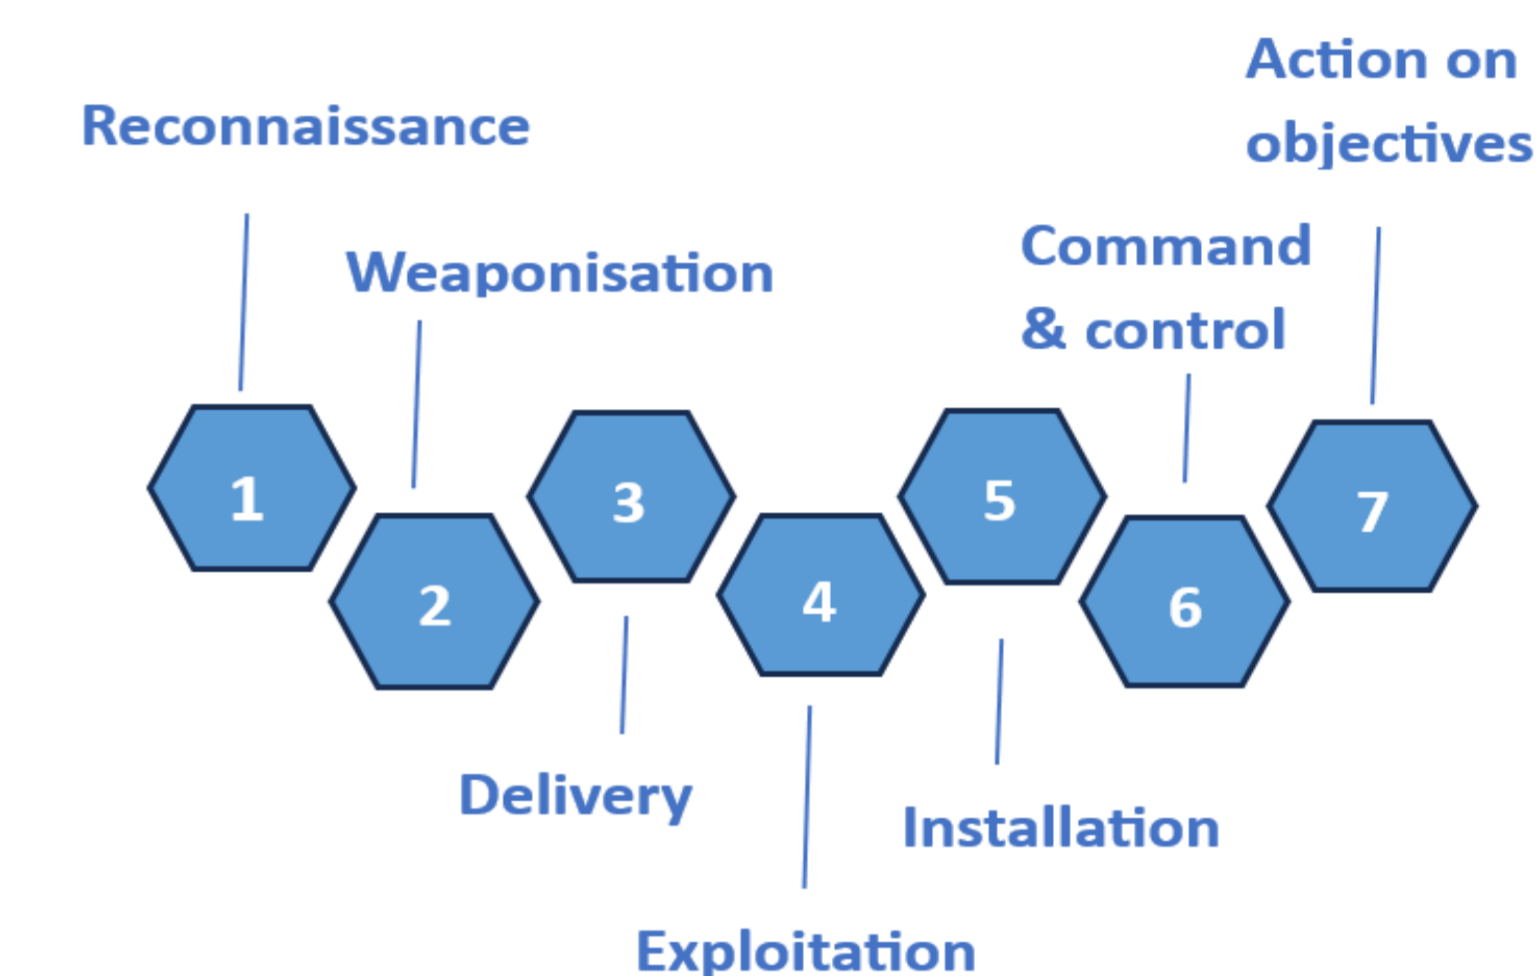 Action on
objectives
Reconnaissance
Command
& control
Weaponisation
1
2
3
4
5
6
7
Delivery
Installation
Exploitation